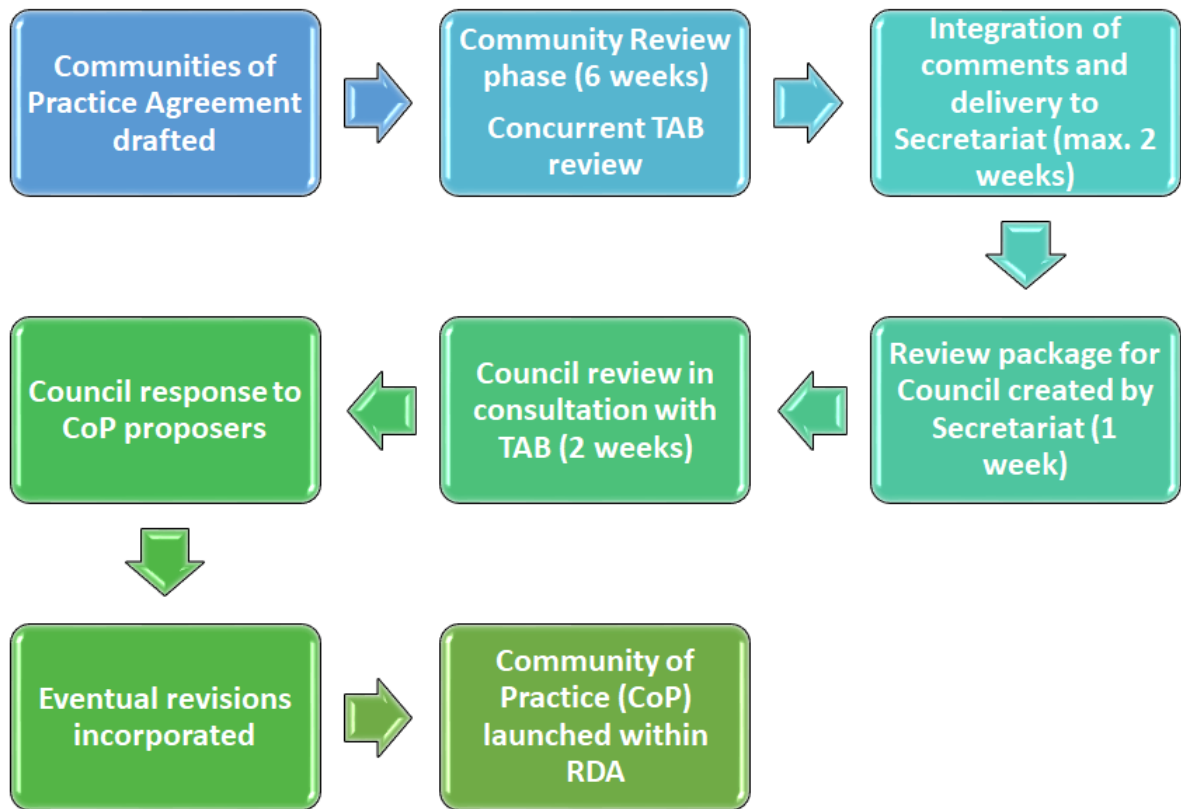 Communities of
Practice Agreement
drafted
Community Review
phase (6 weeks)
Concurrent TAB
review
Integration of
comments and
delivery to
Secretariat (max. 2
weeks)
Review package for
Council created by
Secretariat (1
week)
Council review in
consultation with
TAB (2 weeks)
Council response to
CoP proposers
Eventual revisions
incorporated
Community of
Practice (CoP)
launched within
RDA